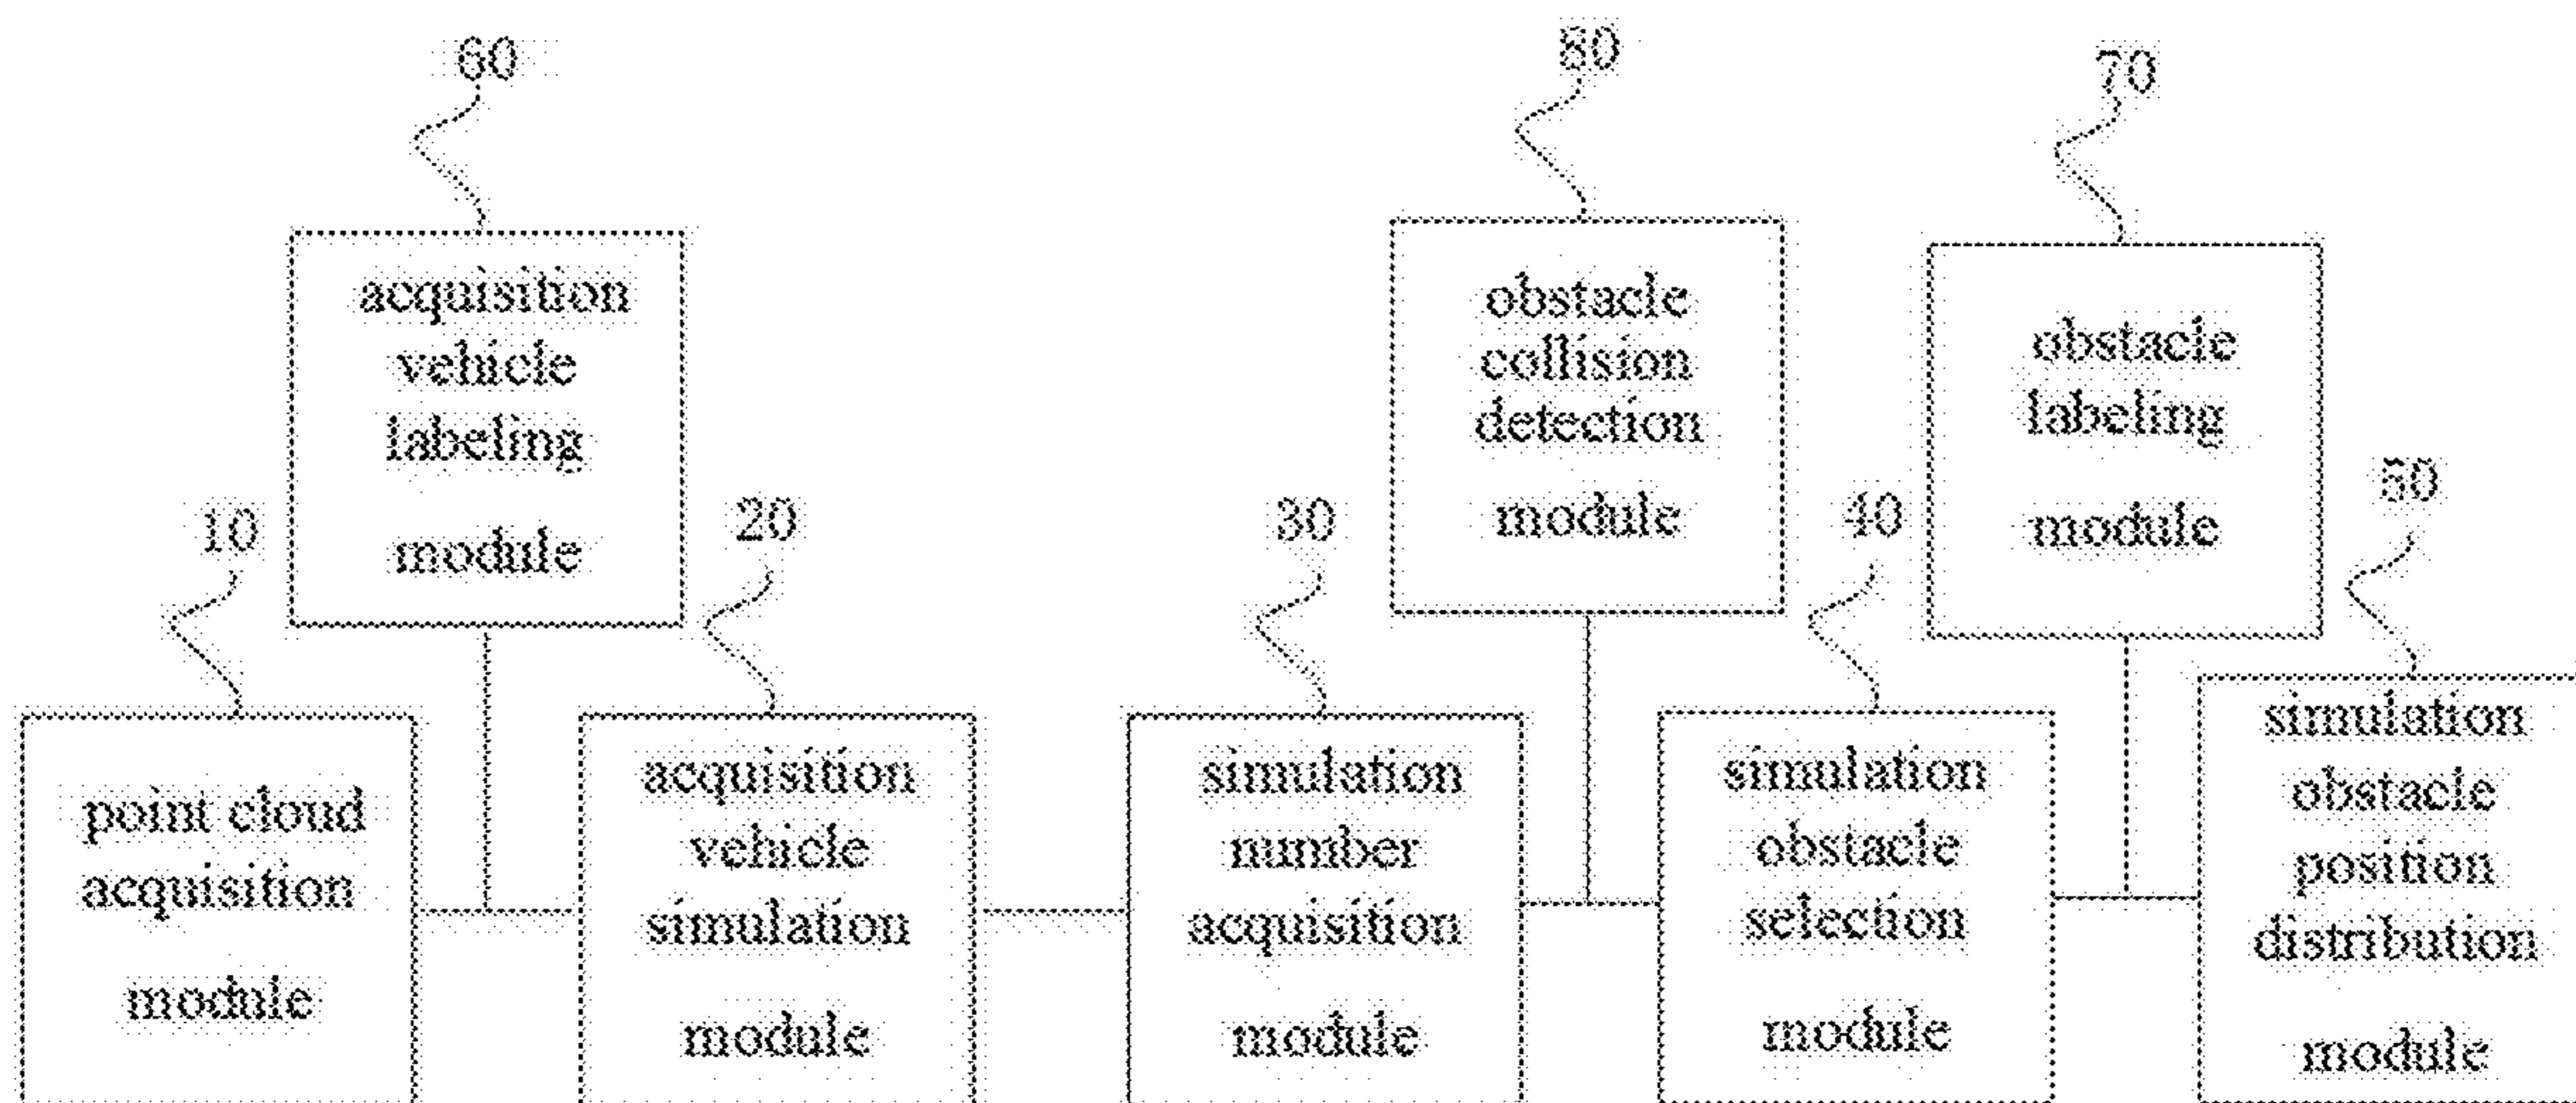 60
80
70
acquisition
vehicle
labeling
module
obstacle
collision
detection
module
obstacle
labeling
module
10
20
30
40
50
point cloud
acquisition
module
acquisition
vehicle
simulation
module
simulation
number
acquisition
module
simulation
obstacle
selection
module
simulation
obstacle
position
distribution
module